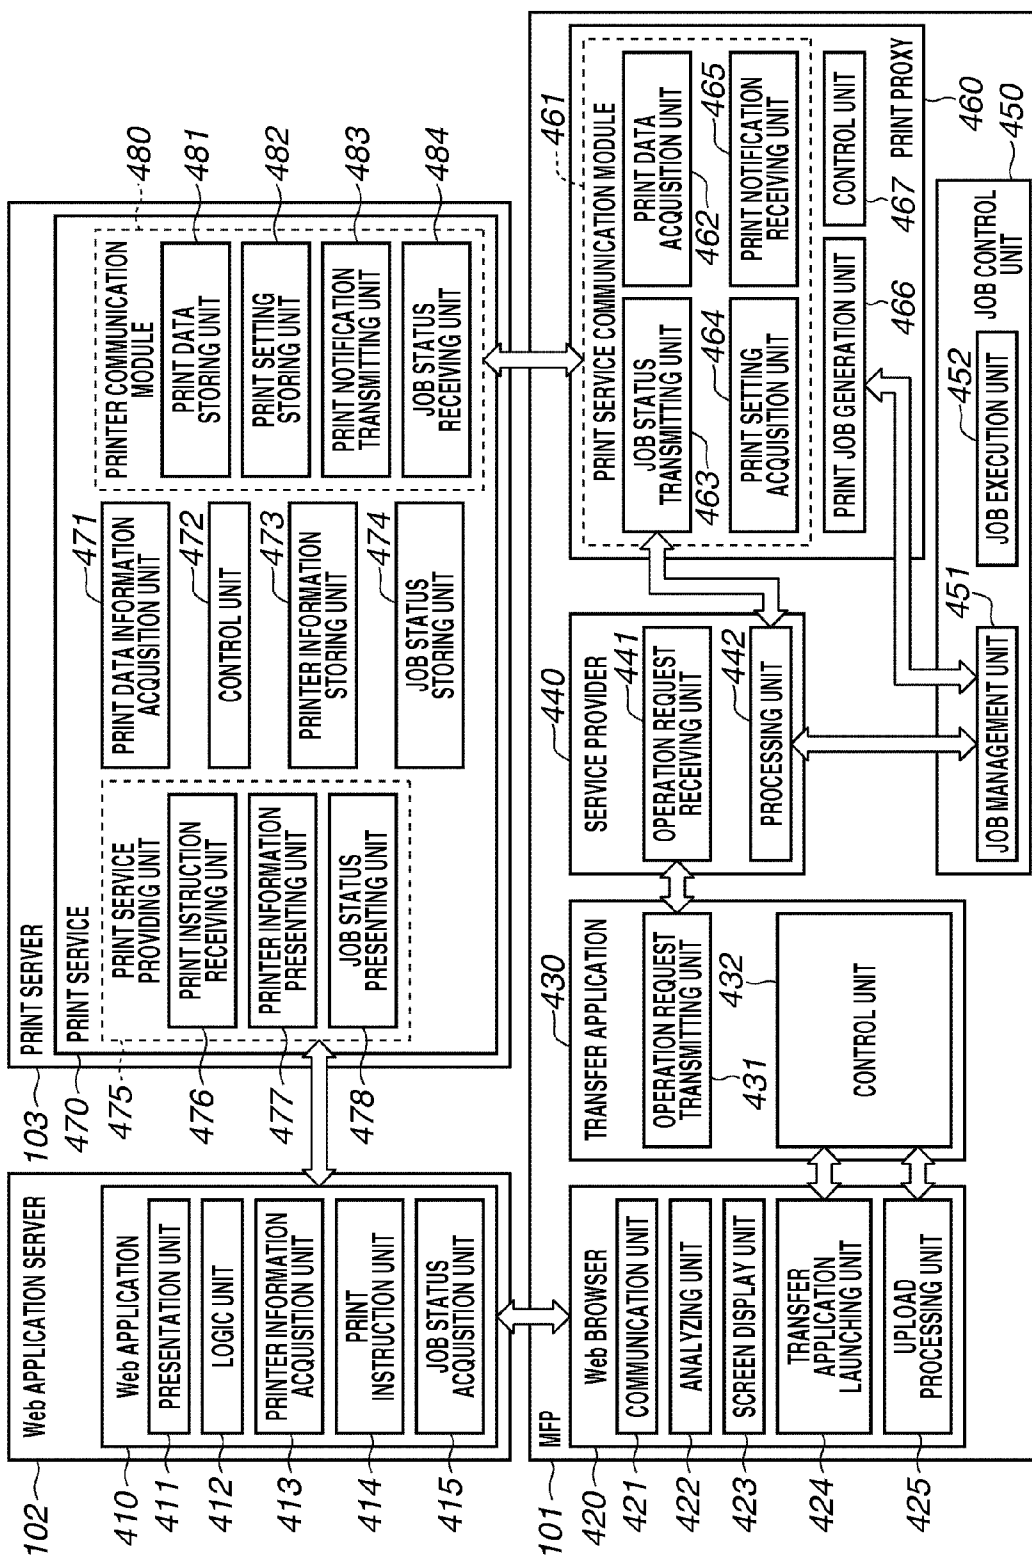 102
Web APPLICATION SERVER
410
Web APPLICATION
411
PRESENTATION UNIT
412
LOGIC UNIT
413
PRINTER INFORMATION
ACQUISITION UNIT
414
PRINT
INSTRUCTION UNIT
415
JOB STATUS
ACQUISITION UNIT
103
PRINT SERVER
470
PRINT SERVICE
475
PRINT SERVICE
PROVIDING UNIT
476
PRINT INSTRUCTION
RECEIVING UNIT
477
PRINTER INFORMATION
PRESENTING UNIT
478
JOB STATUS
PRESENTING UNIT
471
PRINT DATA INFORMATION
ACQUISITION UNIT
472
CONTROL UNIT
473
PRINTER INFORMATION
STORING UNIT
474
JOB STATUS
STORING UNIT
480
PRINTER COMMUNICATION
MODULE
481
PRINT DATA
STORING UNIT
482
PRINT SETTING
STORING UNIT
483
PRINT NOTIFICATION
TRANSMITTING UNIT
484
JOB STATUS
RECEIVING UNIT
101
MFP
420
Web BROWSER
421
COMMUNICATION UNIT
422
ANALYZING UNIT
423
SCREEN DISPLAY UNIT
424
TRANSFER
APPLICATION
LAUNCHING UNIT
425
UPLOAD
PROCESSING UNIT
430
TRANSFER APPLICATION
OPERATION REQUEST
TRANSMITTING UNIT
431
432
CONTROL UNIT
440
SERVICE PROVIDER
441
OPERATION REQUEST
RECEIVING UNIT
442
PROCESSING UNIT
461
PRINT SERVICE COMMUNICATION MODULE
JOB STATUS
TRANSMITTING UNIT
463
PRINT DATA
ACQUISITION UNIT
462
464
PRINT SETTING
ACQUISITION UNIT
465
PRINT NOTIFICATION
RECEIVING UNIT
PRINT JOB GENERATION UNIT
466
CONTROL UNIT
467
PRINT PROXY
460
450
JOB CONTROL
UNIT
451
JOB MANAGEMENT UNIT
452
JOB EXECUTION UNIT